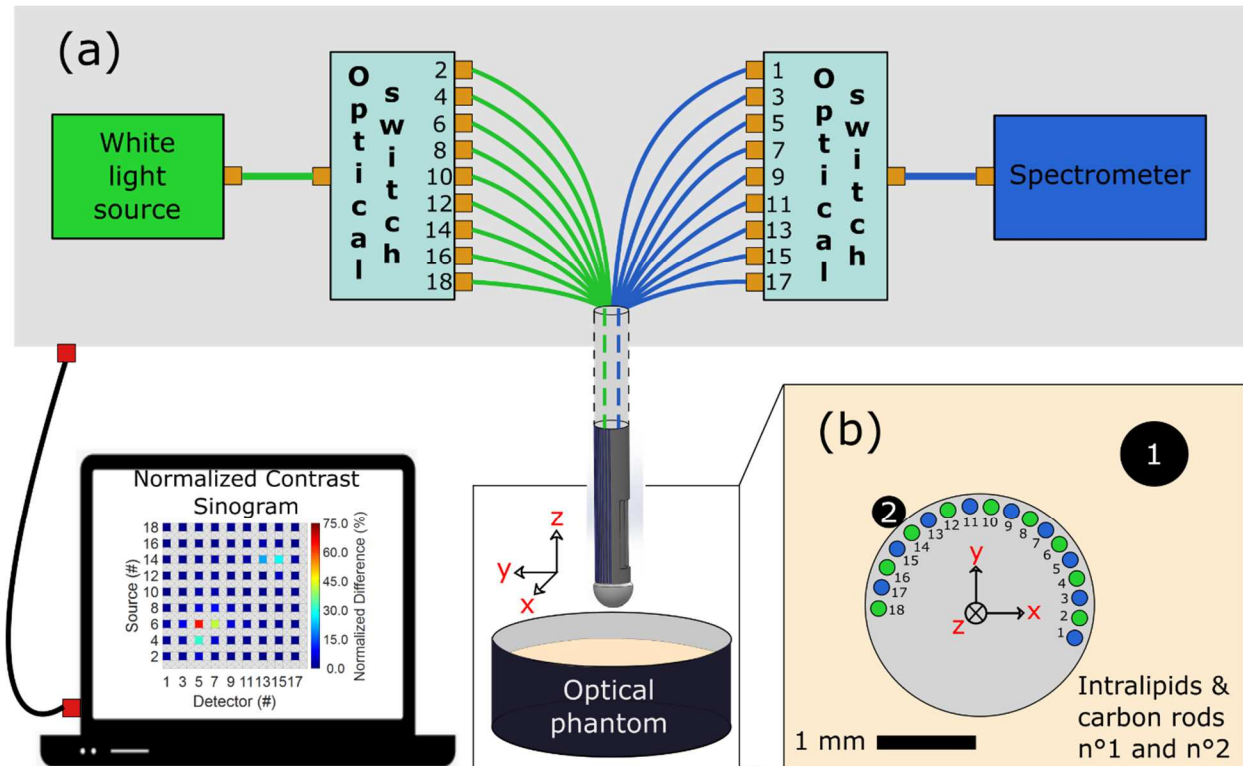 (a)
White
light
source
Optical
switch
2
4
6
8
10
12
14
16
18
Optical
switch
1
3
5
7
9
11
13
15
17
Spectrometer
Normalized Contrast
Sinogram
Source (#)
18
16
14
12
10
8
6
4
2
1 3 5 7 9 11 13 15 17
Detector (#)
75.0
60.0
45.0
30.0
15.0
0.0
Normalized Difference (%)
z
y
x
Optical
phantom
(b)
1
2
18
17
16
15
14
13
12
11
10
9
8
7
6
5
4
3
2
1
y
z
x
Intralipids &
carbon rods
n°1 and n°2
1 mm